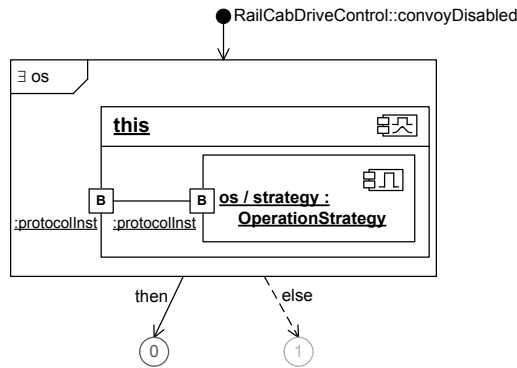 RailCabDriveControl::convoyDisabled
∃ os
this
B
B
os / strategy :
OperationStrategy
:protocolInst
:protocolInst
then
else
0
1